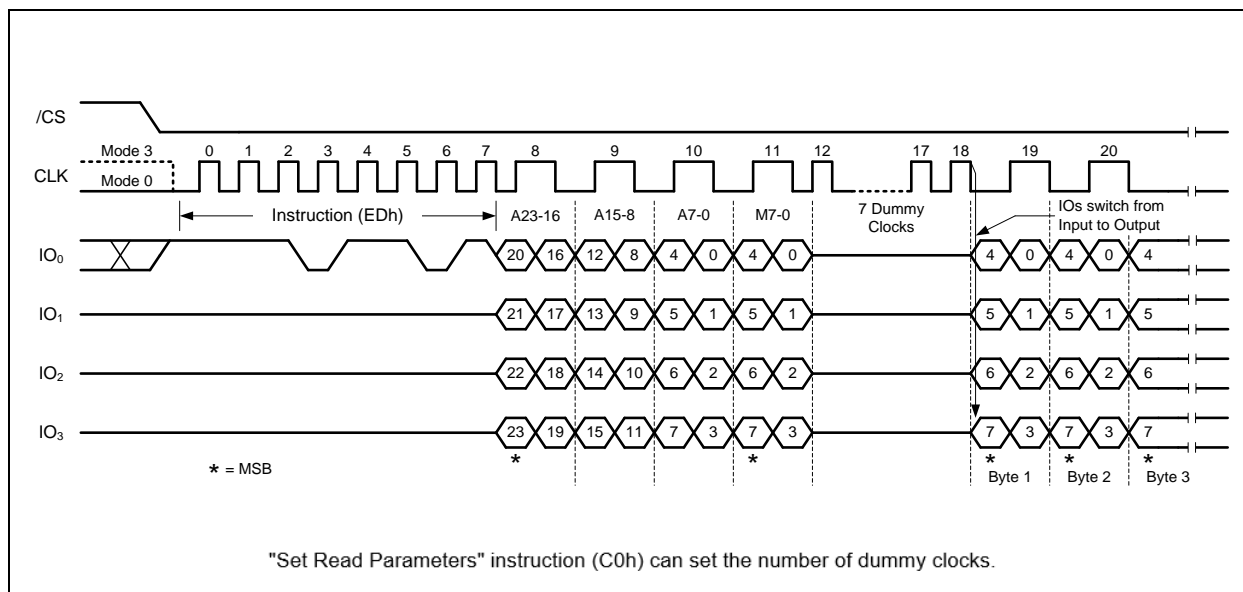 /CS
Mode 3
0 1 2 3 4 5 6 7 8 9 10 11 12 17 18 19 20
CLK
Mode 0
Instruction (EDh)
A23-16 A15-8 A7-0 M7-0
7 Dummy
Clocks
IOs switch from
Input to Output
IO0 20 16 12 8 4 0 4 0 4 0 4 0 4
IO1 21 17 13 9 5 1 5 1 5 1 5 1 5
IO2 22 18 14 10 6 2 6 2 6 2 6 2 6
IO3 23 19 15 11 7 3 7 3 7 3 7 3 7
* * * * *
* = MSB
Byte 1 Byte 2 Byte 3
"Set Read Parameters" instruction (C0h) can set the number of dummy clocks.